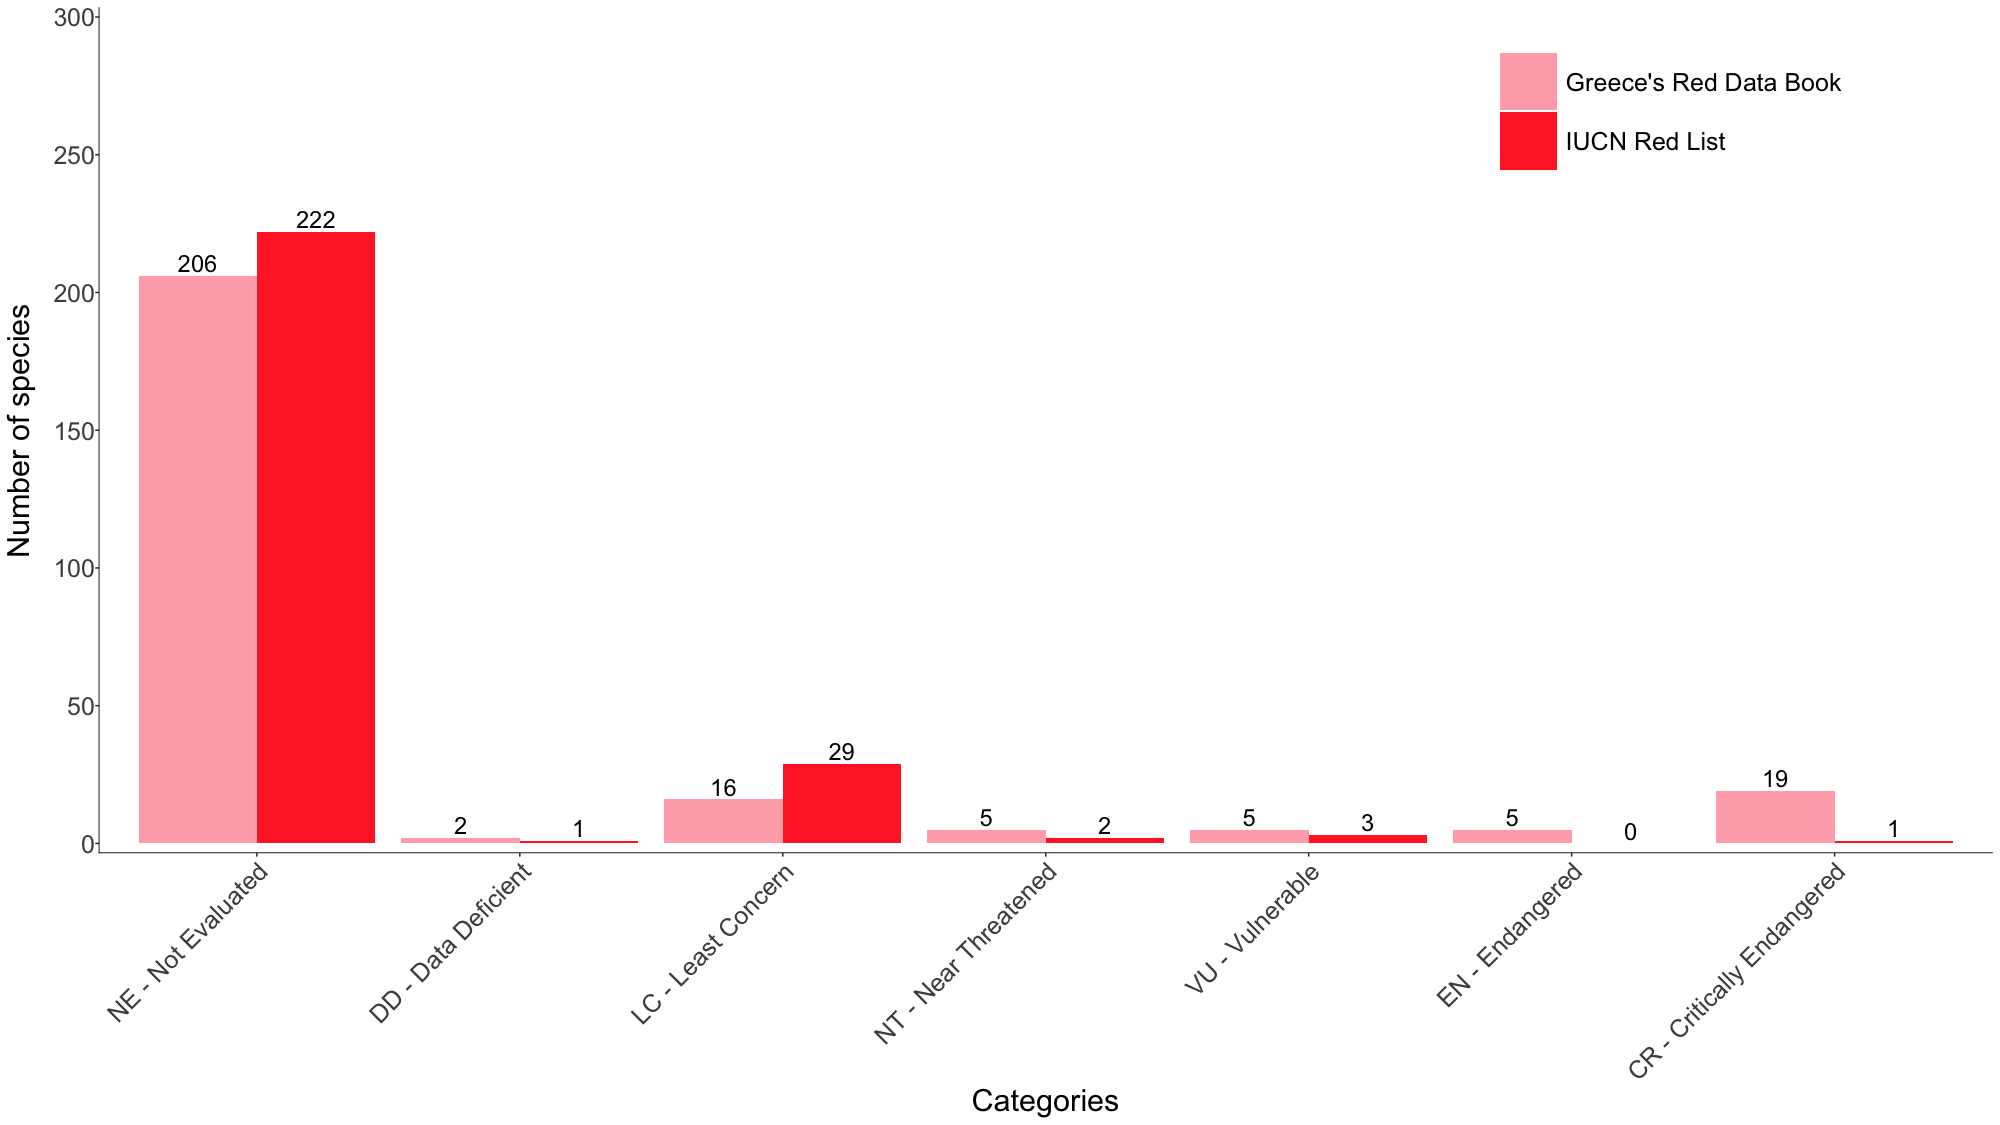 300
250
200
150
100
50
0
Number of species
Greece's Red Data Book
IUCN Red List
206
222
2
1
16
29
5
2
5
3
5
0
19
1
NE - Not Evaluated
DD - Data Deficient
LC - Least Concern
NT - Near Threatened
VU - Vulnerable
EN - Endangered
CR - Critically Endangered
Categories